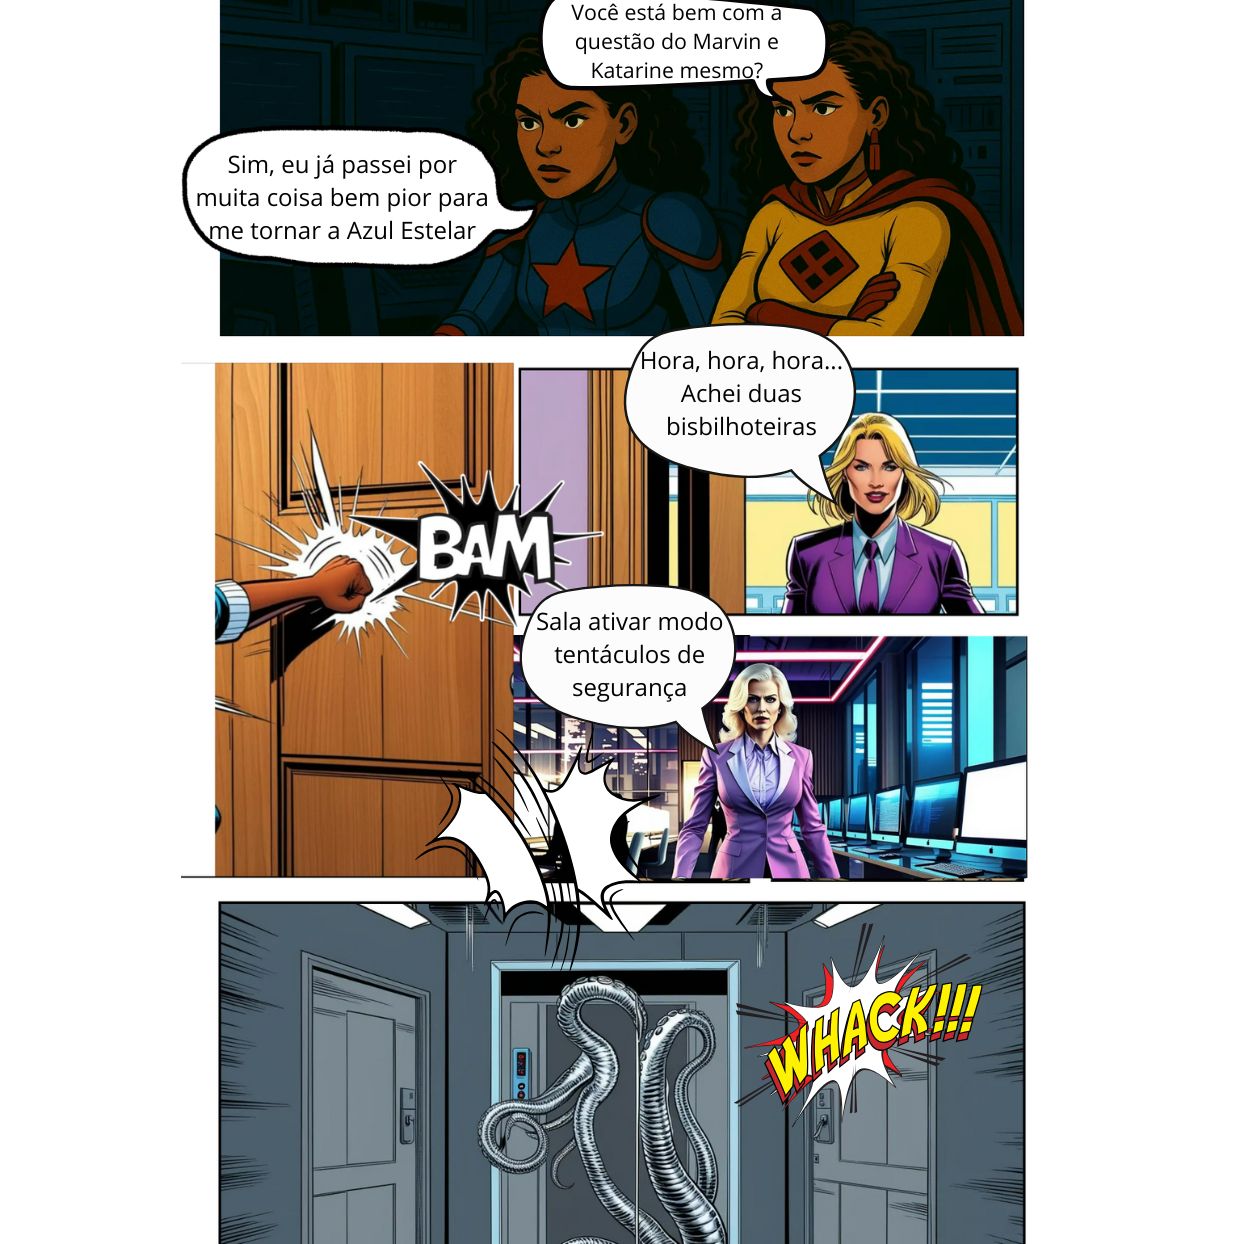 Você está bem com a
questão do Marvin e
Katarine mesmo?
Sim, eu já passei por
muita coisa bem pior para
me tornar a Azul Estelar
Hora, hora, hora...
Achei duas
bisbilhoteiras
BAM
Sala ativar modo
tentáculos de
segurança
WHACK!!!